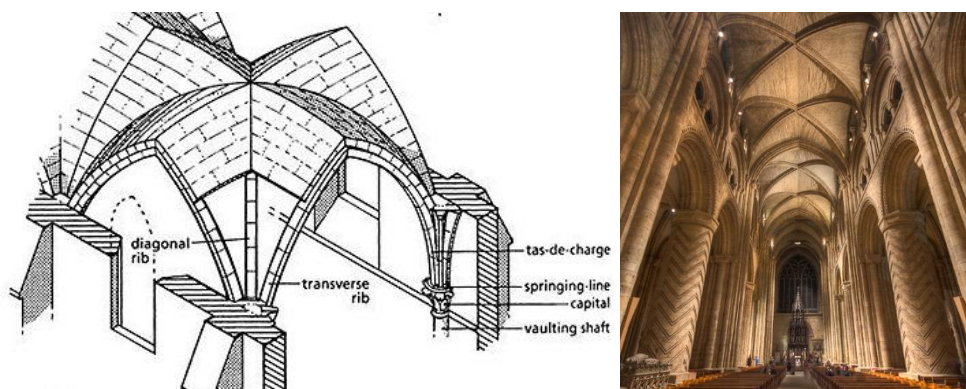 diagonal
rib
transverse
rib
tas-de-charge
springing-line
capital
vaulting shaft